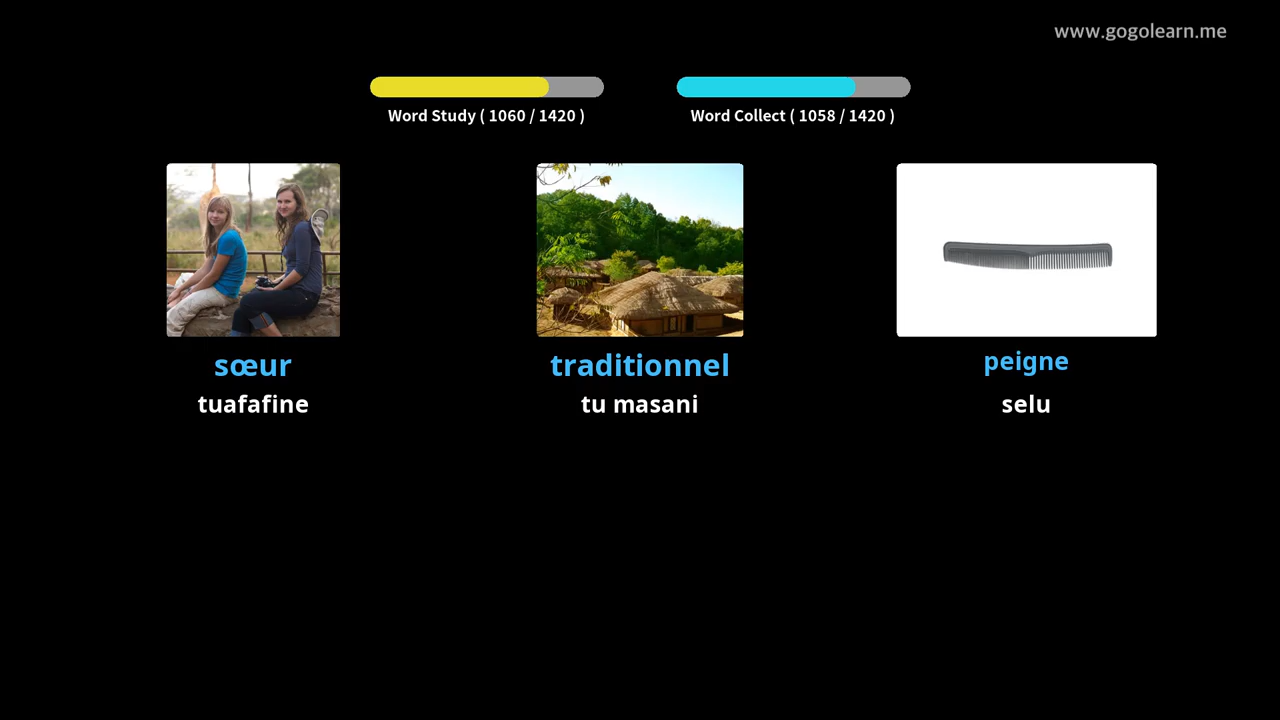 www.gogolearn.me
Word Study ( 1060 / 1420 )
Word Collect ( 1058 / 1420 )
sœur
tuafafine
traditionnel
tu masani
peigne
selu